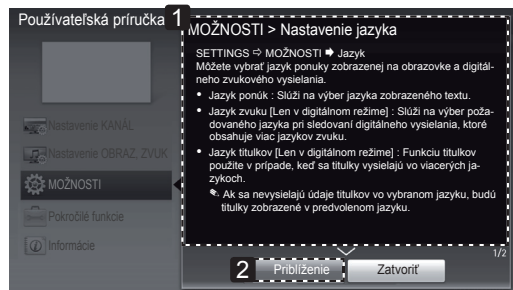 Používateľská príručka
1
MOŽNOSTI > Nastavenie jazyka
SETTINGS ⇨ MOŽNOSTI ➡ Jazyk
Môžete vybrať jazyk ponuky zobrazenej na obrazovke a digitál-
neho zvukového vysielania.
• Jazyk ponúk : Slúži na výber jazyka zobrazeného textu.
• Jazyk zvuku [Len v digitálnom režime] : Slúži na výber poža-
dovaného jazyka pri sledovaní digitálneho vysielania, ktoré
obsahuje viac jazykov zvuku.
• Jazyk titulkov [Len v digitálnom režime] : Funkciu titulkov
použite v prípade, keď sa titulky vysielajú vo viacerých ja-
zykoch.
✎ Ak sa nevysielajú údaje titulkov vo vybranom jazyku, budú
titulky zobrazené v predvolenom jazyku.
Nastavenie KANÁL
Nastavenie OBRAZ, ZVUK
MOŽNOSTI
Pokročilé funkcie
Informácie
1/2
2
Priblíženie
Zatvoriť